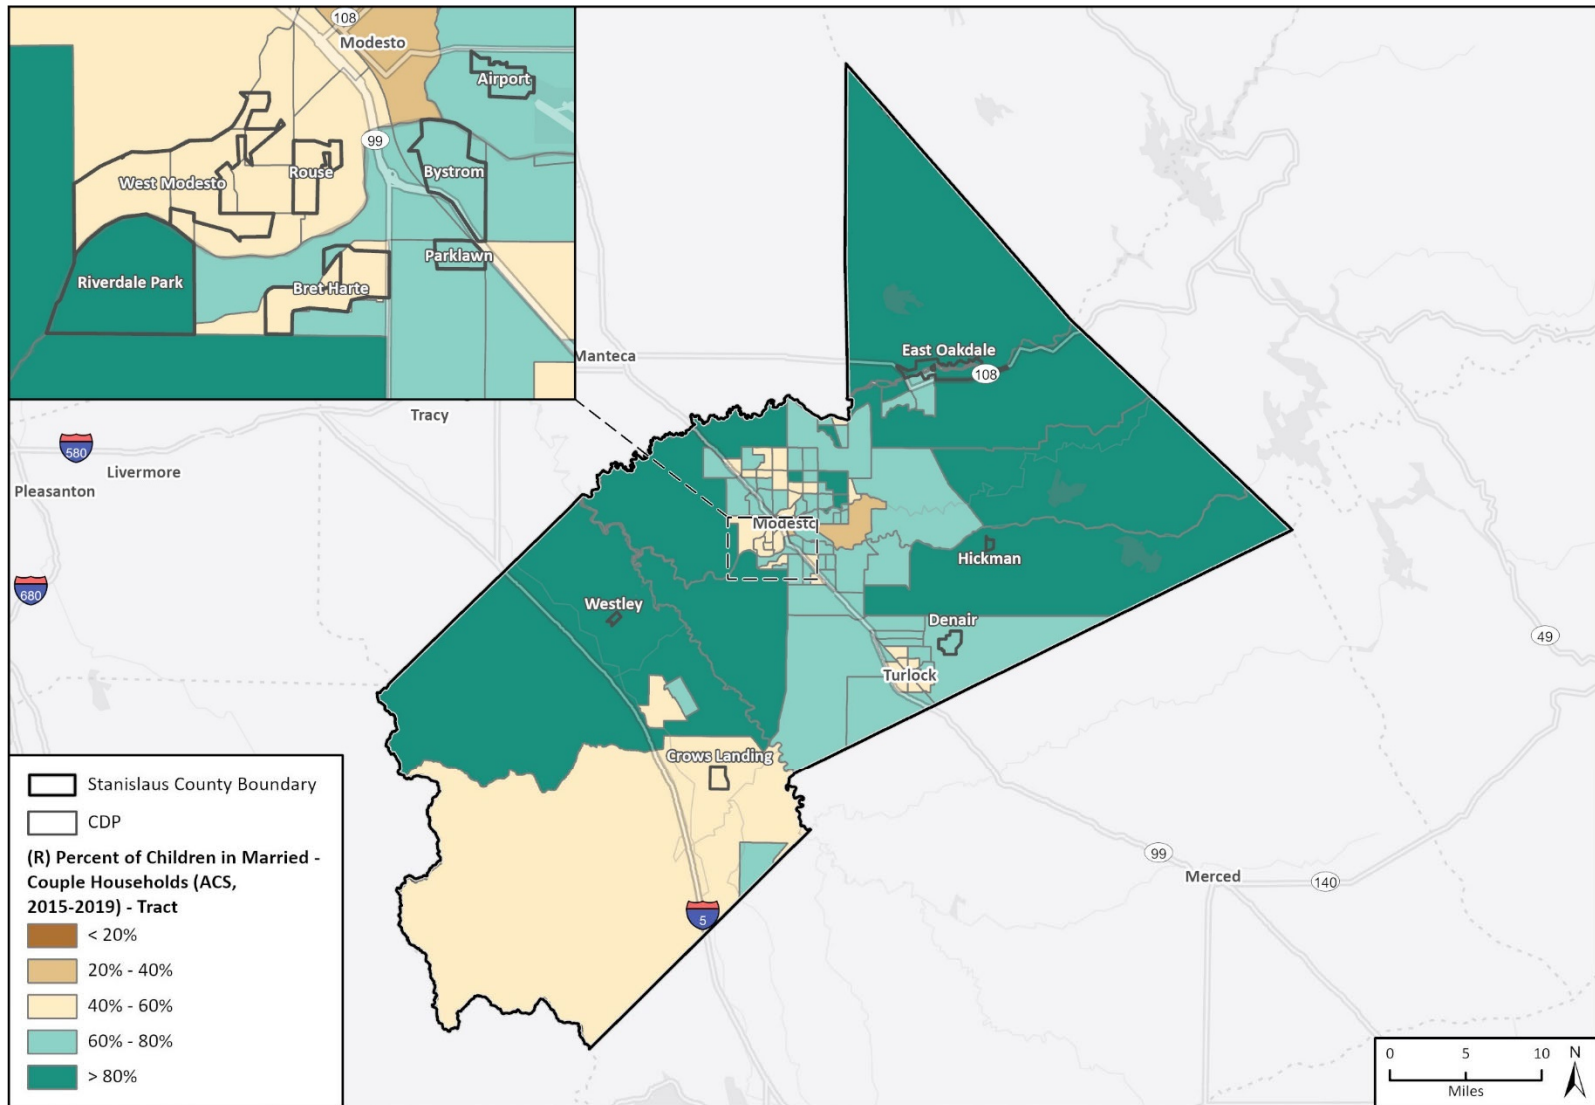 108
Modesto
Airport
99
West Modesto
Rouse
Bystrom
Parklawn
Riverdale Park
Bret Harte
Manteca
East Oakdale
108
Tracy
580
Livermore
Pleasanton
Modesto
Hickman
680
Westley
Denair
49
Turlock
Crows Landing
99
Merced
140
5
Stanislaus County Boundary
CDP
(R) Percent of Children in Married -
Couple Households (ACS,
2015-2019) - Tract
< 20%
20% - 40%
40% - 60%
60% - 80%
> 80%
0 5 10
N
Miles